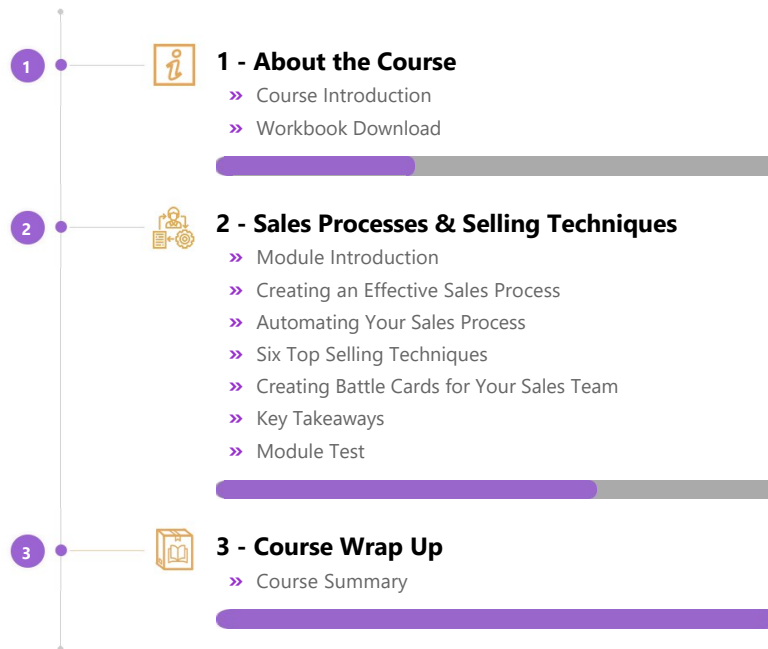 1
1 - About the Course
» Course Introduction
» Workbook Download
2
2 - Sales Processes & Selling Techniques
» Module Introduction
» Creating an Effective Sales Process
» Automating Your Sales Process
» Six Top Selling Techniques
» Creating Battle Cards for Your Sales Team
» Key Takeaways
» Module Test
3
3 - Course Wrap Up
» Course Summary